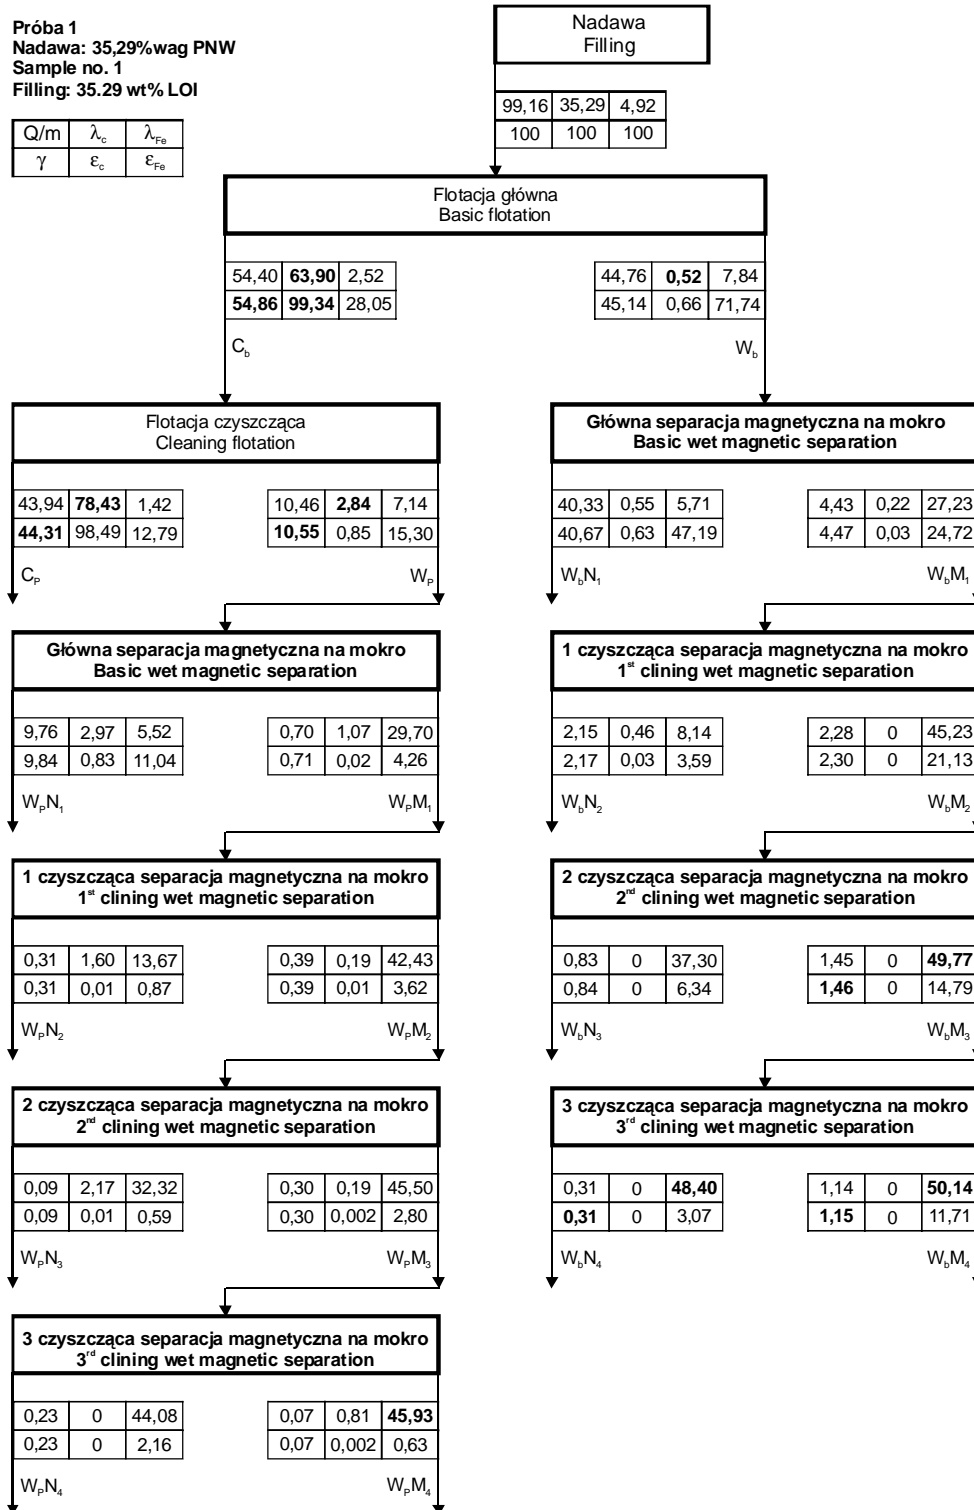 Próba 1
Nadawa: 35,29%wag PNW
Sample no. 1
Filling: 35.29 wt% LOI
Q/m λc λFe
γ εc εFe
Nadawa
Filling
99,16 35,29 4,92
100 100 100
Flotacja główna
Basic flotation
54,40 63,90 2,52
54,86 99,34 28,05
Cb
44,76 0,52 7,84
45,14 0,66 71,74
Wb
Flotacja czyszcząca
Cleaning flotation
43,94 78,43 1,42
44,31 98,49 12,79
CP
10,46 2,84 7,14
10,55 0,85 15,30
WP
Główna separacja magnetyczna na mokro
Basic wet magnetic separation
40,33 0,55 5,71
40,67 0,63 47,19
WbN1
4,43 0,22 27,23
4,47 0,03 24,72
WbM1
Główna separacja magnetyczna na mokro
Basic wet magnetic separation
9,76 2,97 5,52
9,84 0,83 11,04
WPN1
0,70 1,07 29,70
0,71 0,02 4,26
WPM1
1 czyszcząca separacja magnetyczna na mokro
1st clining wet magnetic separation
2,15 0,46 8,14
2,17 0,03 3,59
WbN2
2,28 0 45,23
2,30 0 21,13
WbM2
1 czyszcząca separacja magnetyczna na mokro
1st clining wet magnetic separation
0,31 1,60 13,67
0,31 0,01 0,87
WPN2
0,39 0,19 42,43
0,39 0,01 3,62
WPM2
2 czyszcząca separacja magnetyczna na mokro
2nd clining wet magnetic separation
0,83 0 37,30
0,84 0 6,34
WbN3
1,45 0 49,77
1,46 0 14,79
WbM3
2 czyszcząca separacja magnetyczna na mokro
2nd clining wet magnetic separation
0,09 2,17 32,32
0,09 0,01 0,59
WPN3
0,30 0,19 45,50
0,30 0,002 2,80
WPM3
3 czyszcząca separacja magnetyczna na mokro
3rd clining wet magnetic separation
0,31 0 48,40
0,31 0 3,07
WbN4
1,14 0 50,14
1,15 0 11,71
WbM4
3 czyszcząca separacja magnetyczna na mokro
3rd clining wet magnetic separation
0,23 0 44,08
0,23 0 2,16
WPN4
0,07 0,81 45,93
0,07 0,002 0,63
WPM4